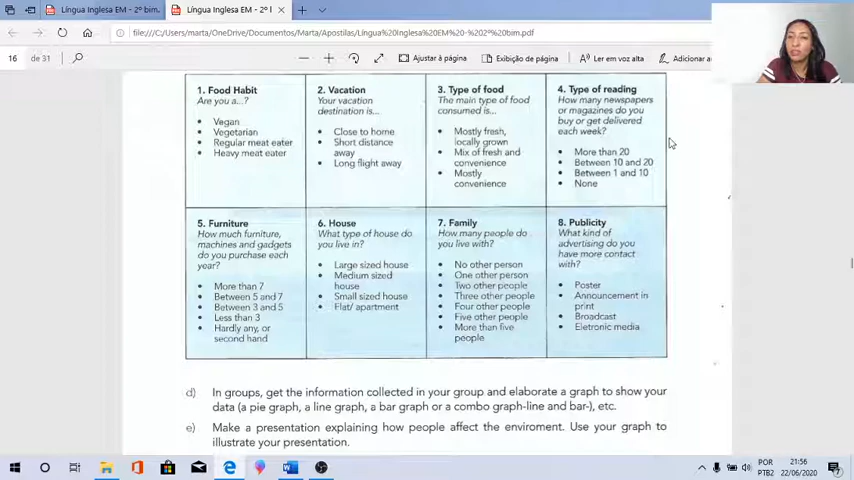 Língua Inglesa EM - 2º bim.
Língua Inglesa EM - 2º l
file:///C:/Users/marta/OneDrive/Documentos/Marta/Apostilas/Língua%20Inglesa%20EM%20-%202º%20bim.pdf
16
de 31
Ajustar à página
Exibição de página
Ler em voz alta
Adicionar a
1. Food Habit
Are you a...?
• Vegan
• Vegetarian
• Regular meat eater
• Heavy meat eater
2. Vacation
Your vacation
destination is...
• Close to home
• Short distance
away
• Long flight away
3. Type of food
The main type of food
consumed is...
• Mostly fresh,
locally grown
• Mix of fresh and
convenience
• Mostly
convenience
4. Type of reading
How many newspapers
or magazines do you
buy or get delivered
each week?
• More than 20
• Between 10 and 20
• Between 1 and 10
• None
5. Furniture
How much furniture,
machines and gadgets
do you purchase each
year?
• More than 7
• Between 5 and 7
• Between 3 and 5
• Less than 3
• Hardly any, or
second hand
6. House
What type of house do
you live in?
• Large sized house
• Medium sized
house
• Small sized house
• Flat/ apartment
7. Family
How many people do
you live with?
• No other person
• One other person
• Two other people
• Three other people
• Four other people
• Five other people
• More than five
people
8. Publicity
What kind of
advertising do you
have more contact
with?
• Poster
• Announcement in
print
• Broadcast
• Eletronic media
d) In groups, get the information collected in your group and elaborate a graph to show your
data (a pie graph, a line graph, a bar graph or a combo graph-line and bar-), etc.
e) Make a presentation explaining how people affect the enviroment. Use your graph to
illustrate your presentation.
POR
PTB2
21:56
22/06/2020